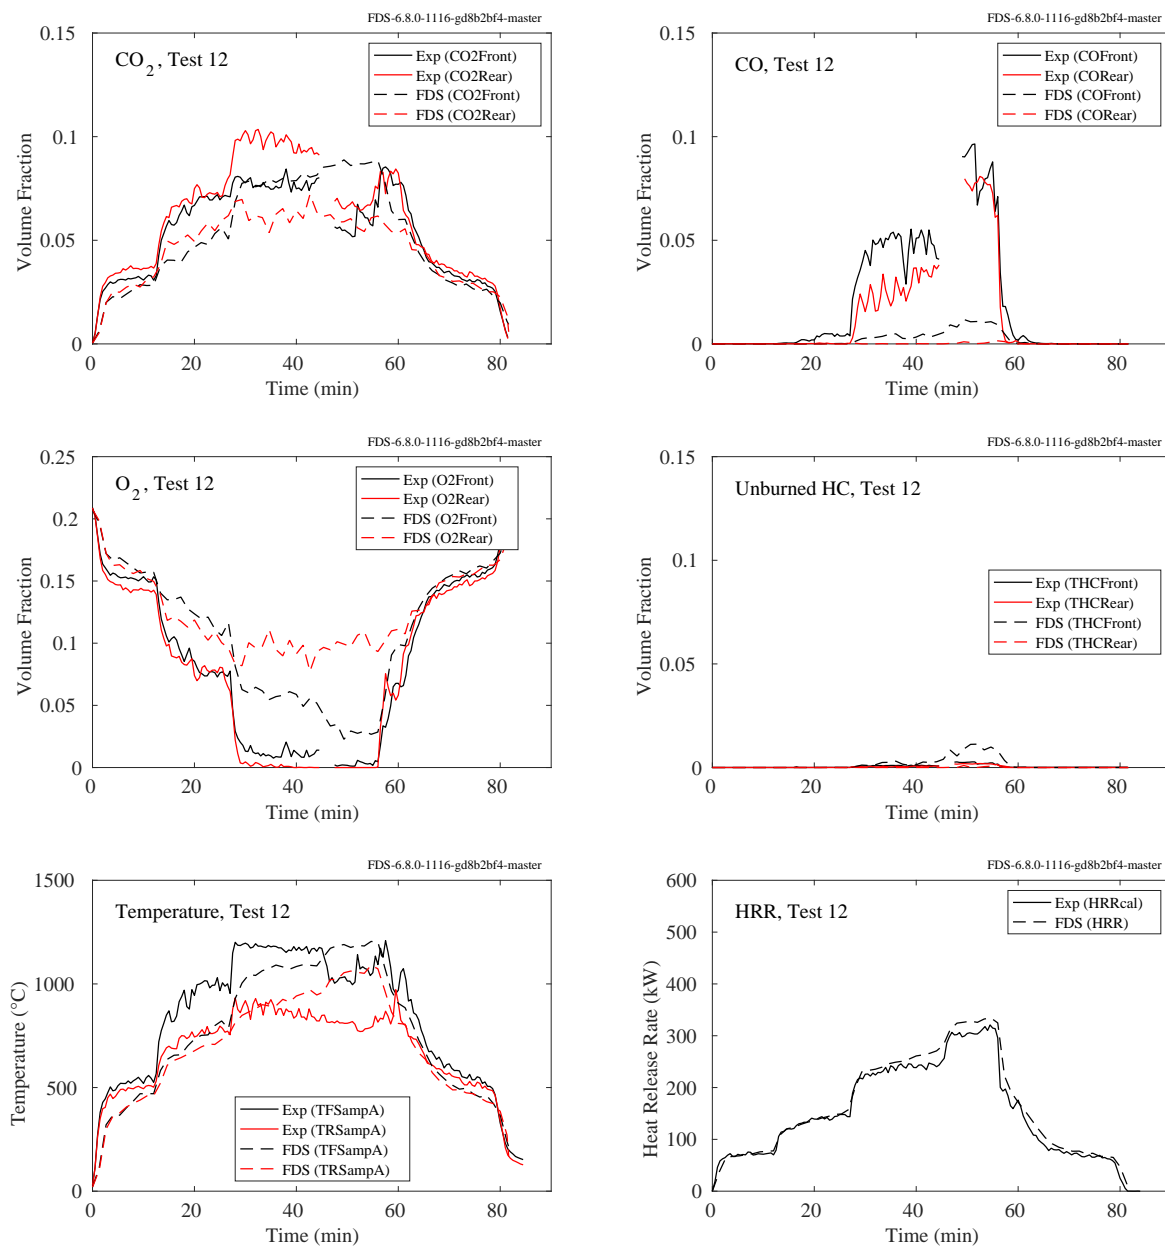 FDS-6.8.0-1116-gd8b2bf4-master
CO2, Test 12
Exp (CO2Front)
Exp (CO2Rear)
FDS (CO2Front)
FDS (CO2Rear)
0.15
0.1
0.05
0
0 20 40 60 80
Volume Fraction
Time (min)
FDS-6.8.0-1116-gd8b2bf4-master
CO, Test 12
Exp (COFront)
Exp (CORear)
FDS (COFront)
FDS (CORear)
0.15
0.1
0.05
0
0 20 40 60 80
Volume Fraction
Time (min)
FDS-6.8.0-1116-gd8b2bf4-master
O2, Test 12
Exp (O2Front)
Exp (O2Rear)
FDS (O2Front)
FDS (O2Rear)
0.25
0.2
0.15
0.1
0.05
0
0 20 40 60 80
Volume Fraction
Time (min)
FDS-6.8.0-1116-gd8b2bf4-master
Unburned HC, Test 12
Exp (THCFront)
Exp (THCRear)
FDS (THCFront)
FDS (THCRear)
0.15
0.1
0.05
0
0 20 40 60 80
Volume Fraction
Time (min)
FDS-6.8.0-1116-gd8b2bf4-master
Temperature, Test 12
Exp (TFSampA)
Exp (TRSampA)
FDS (TFSampA)
FDS (TRSampA)
1500
1000
500
0
0 20 40 60 80
Temperature (°C)
Time (min)
FDS-6.8.0-1116-gd8b2bf4-master
HRR, Test 12
Exp (HRRcal)
FDS (HRR)
600
500
400
300
200
100
0
0 20 40 60 80
Heat Release Rate (kW)
Time (min)